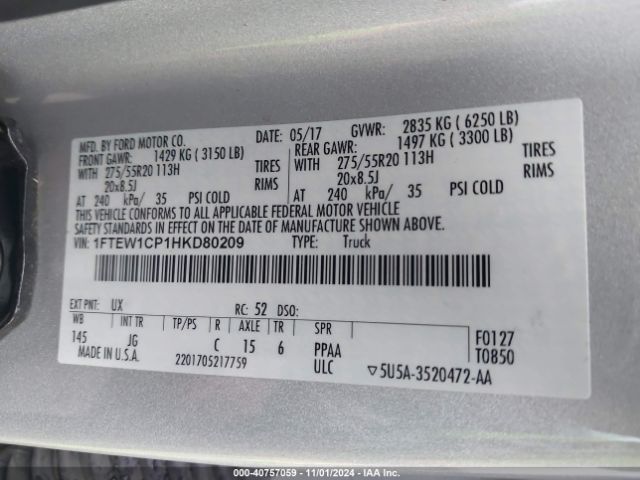 MFD. BY FORD MOTOR CO. DATE: 05/17 GVWR: 2835 KG ( 6250 LB)
FRONT GAWR: 1429 KG ( 3150 LB) REAR GAWR: 1497 KG ( 3300 LB)
WITH 275/55R20 113H TIRES WITH 275/55R20 113H TIRES
20x8.5J RIMS 20x8.5J RIMS
AT 240 kPa/ 35 PSI COLD AT 240 kPa/ 35 PSI COLD
THIS VEHICLE CONFORMS TO ALL APPLICABLE FEDERAL MOTOR VEHICLE
SAFETY STANDARDS IN EFFECT ON THE DATE OF MANUFACTURE SHOWN ABOVE.
VIN: 1FTEW1CP1HKD80209 TYPE: Truck
EXT PNT: UX RC: 52 DSO:
WB INT TR TP/PS R AXLE TR SPR
145 JG C 15 6 PPAA F0127
MADE IN U.S.A. 2201705217759 ULC T0850
▽5U5A-3520472-AA
000-40757059 - 11/01/2024 - IAA Inc.